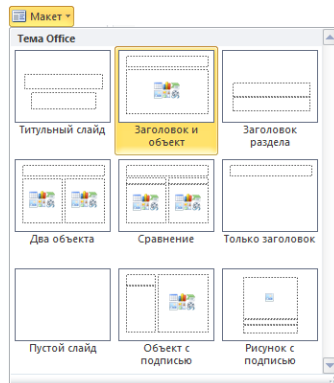 Макет
Тема Office
Титульный слайд
Заголовок и
объект
Заголовок
раздела
Два объекта
Сравнение
Только заголовок
Пустой слайд
Объект с
подписью
Рисунок с
подписью